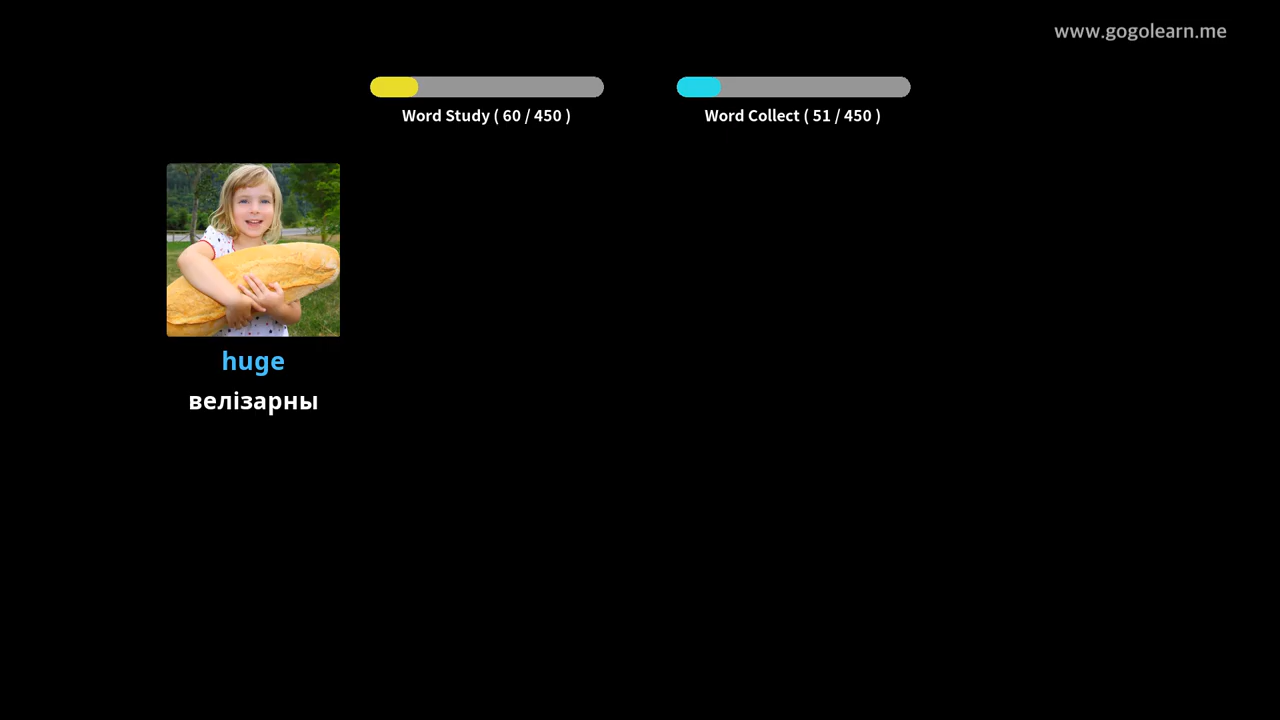 www.gogolearn.me
Word Study ( 60 / 450 )
Word Collect ( 51 / 450 )
huge
велізарны